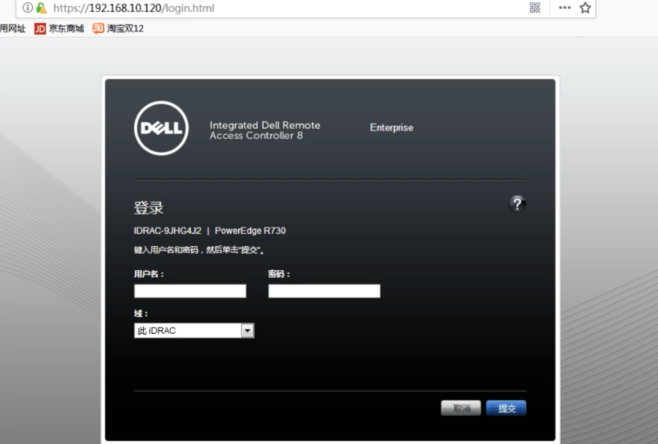 https://192.168.10.120/login.html
用网址 JD 京东商城 淘宝双12
DELL
Integrated Dell Remote
Access Controller 8
Enterprise
登录
?
IDRAC-9JHG4J2 | PowerEdge R730
键入用户名和密码，然后单击“提交”。
用户名： 密码：
域：
此 iDRAC
取消 提交